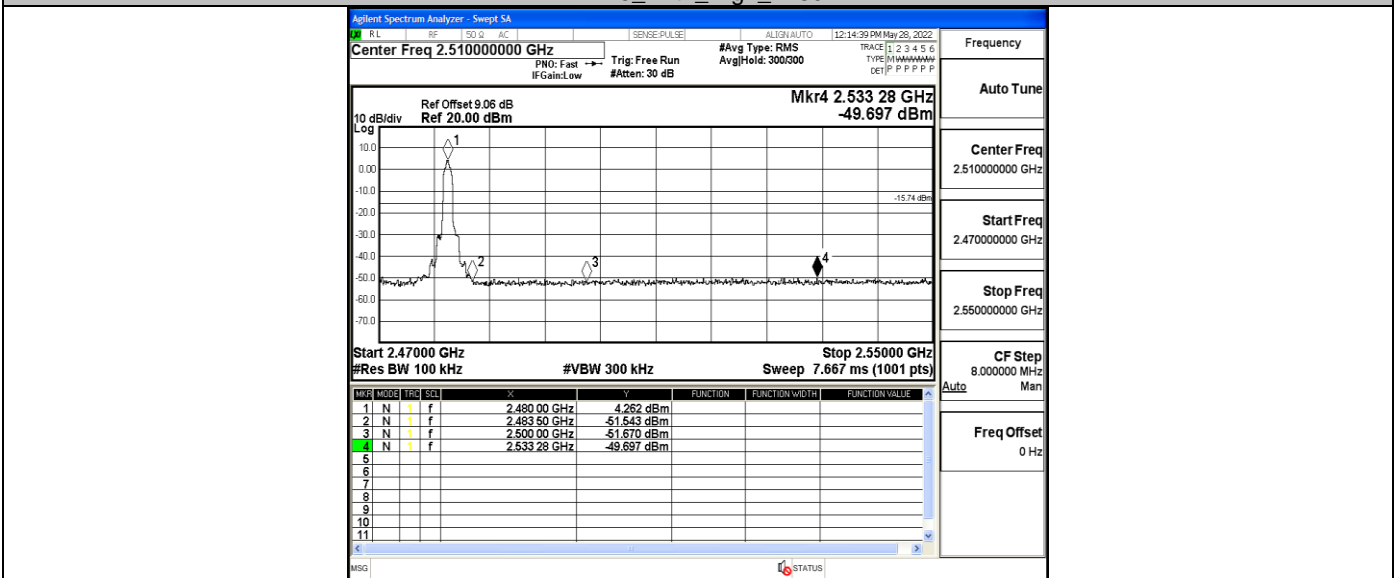 Agilent Spectrum Analyzer - Swept SA
RL RF 50 Ω AC SENSE:PULSE ALIGN AUTO 12:14:39 PM May 28, 2022
Center Freq 2.510000000 GHz
PNO: Fast
IFGain:Low
Trig: Free Run
#Atten: 30 dB
#Avg Type: RMS
Avg|Hold: 300/300
TRACE 1 2 3 4 5 6
TYPE M
DET P P P P P P
Ref Offset 9.06 dB
10 dB/div Ref 20.00 dBm
Log
Mkr4 2.533 28 GHz
-49.697 dBm
10.0
0.00
-10.0
-20.0
-30.0
-40.0
-50.0
-60.0
-70.0
1
2
3
4
-15.74 dBm
Start 2.47000 GHz Stop 2.55000 GHz
#Res BW 100 kHz #VBW 300 kHz Sweep 7.667 ms (1001 pts)
MKR MODE TRC SCL X Y FUNCTION FUNCTION WIDTH FUNCTION VALUE
1 N 1 f 2.480 00 GHz 4.262 dBm
2 N 1 f 2.483 50 GHz -51.543 dBm
3 N 1 f 2.500 00 GHz -51.670 dBm
4 N 1 f 2.533 28 GHz -49.697 dBm
5
6
7
8
9
10
11
MSG STATUS
Frequency
Auto Tune
Center Freq
2.510000000 GHz
Start Freq
2.470000000 GHz
Stop Freq
2.550000000 GHz
CF Step
8.000000 MHz
Auto Man
Freq Offset
0 Hz